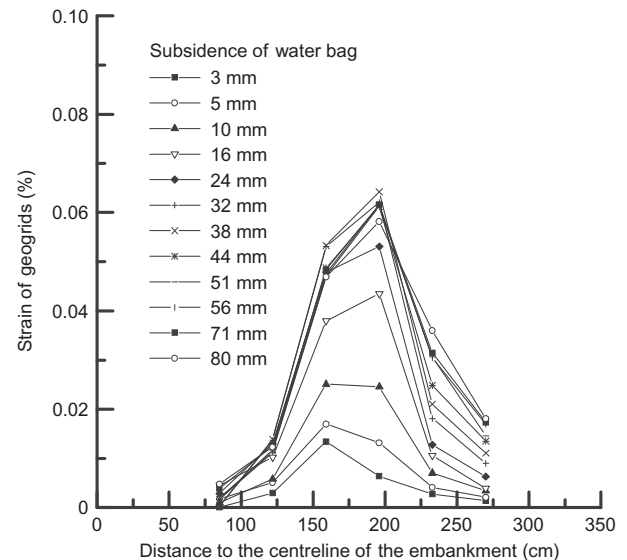 0.10
Subsidence of water bag
3 mm
5 mm
0.08
10 mm
16 mm
24 mm
0.06
32 mm
38 mm
44 mm
0.04
51 mm
56 mm
71 mm
80 mm
0.02
0
Strain of geogrids (%)
0 50 100 150 200 250 300 350
Distance to the centreline of the embankment (cm)